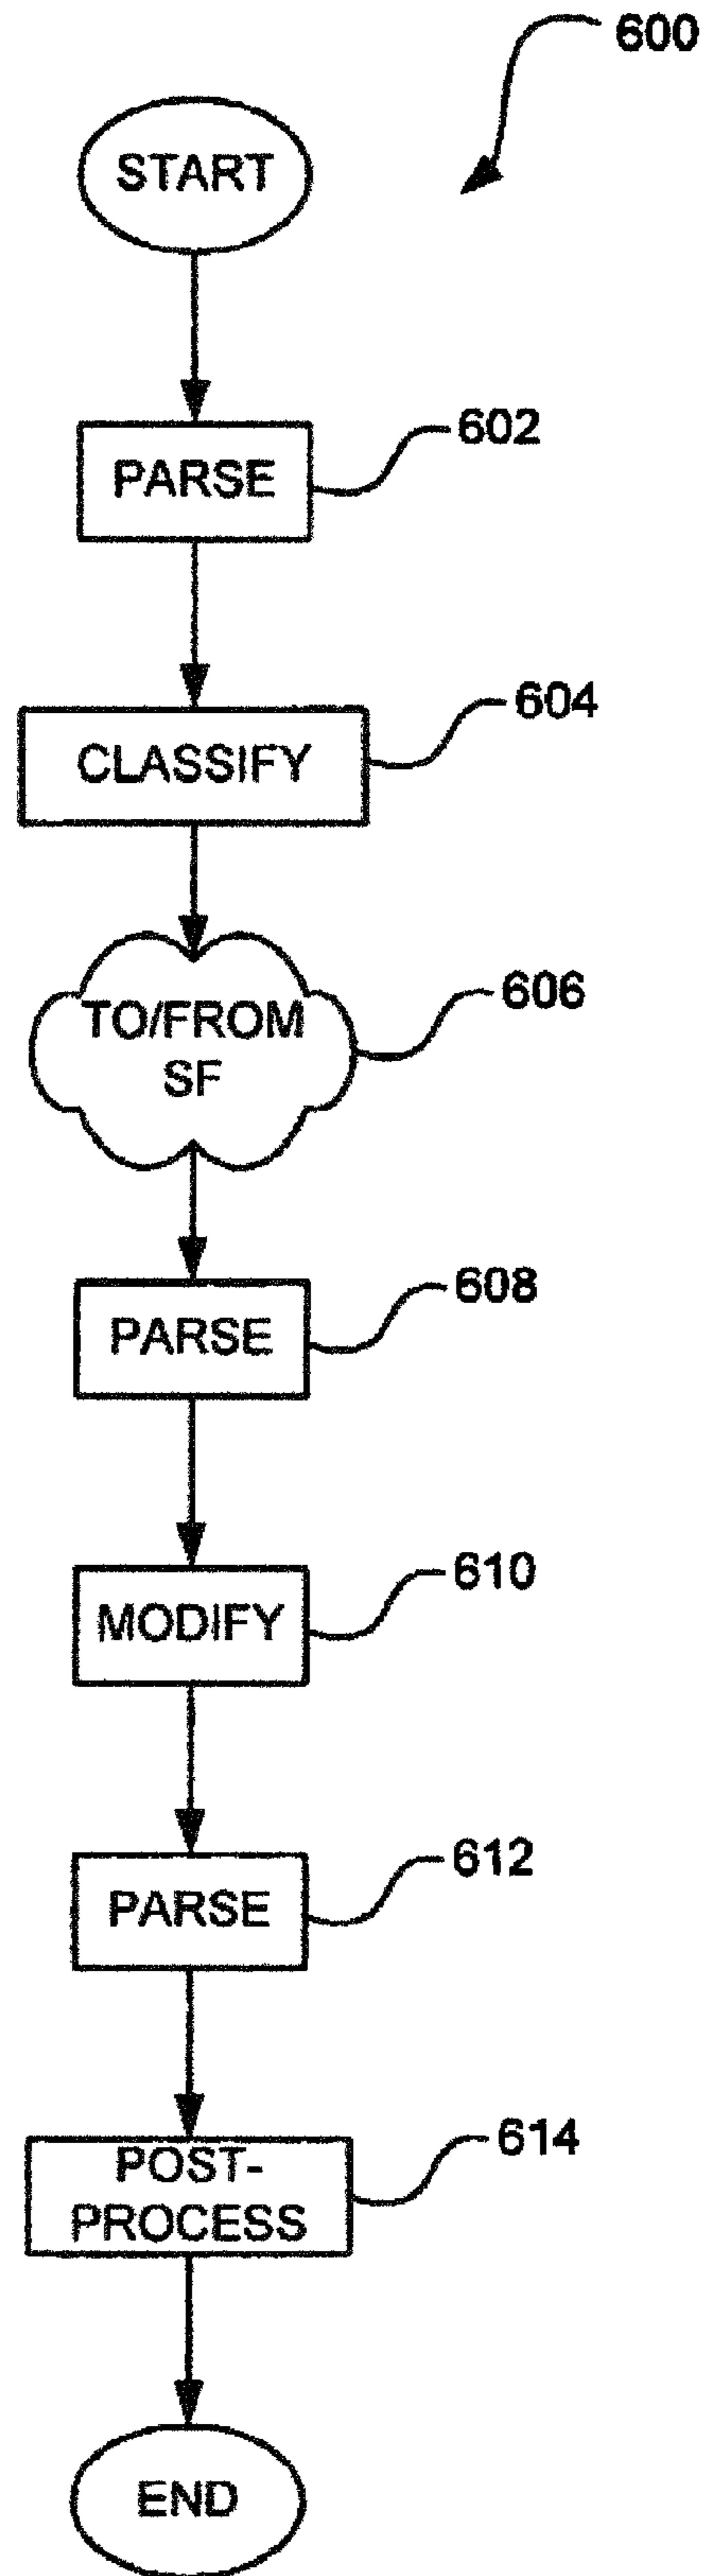 600
START
602
PARSE
604
CLASSIFY
606
TO/FROM
SF
608
PARSE
610
MODIFY
612
PARSE
614
POST-
PROCESS
END